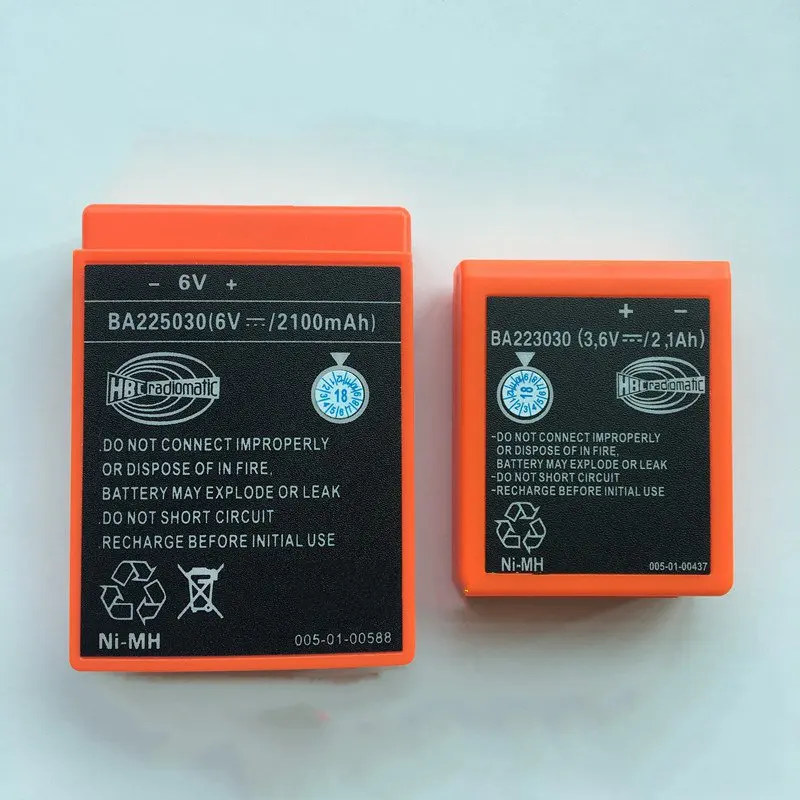 − 6V +
BA225030(6V ⎓/2100mAh)
HBC radiomatic
18
.DO NOT CONNECT IMPROPERLY
OR DISPOSE OF IN FIRE,
BATTERY MAY EXPLODE OR LEAK
.DO NOT SHORT CIRCUIT
.RECHARGE BEFORE INITIAL USE
Ni-MH
005-01-00588
+ −
BA223030 (3,6V⎓/2,1Ah)
18
HBC radiomatic
-DO NOT CONNECT IMPROPERLY
OR DISPOSE OF IN FIRE,
BATTERY MAY EXPLODE OR LEAK
-DO NOT SHORT CIRCUIT
-RECHARGE BEFORE INITIAL USE
Ni-MH
005-01-00437